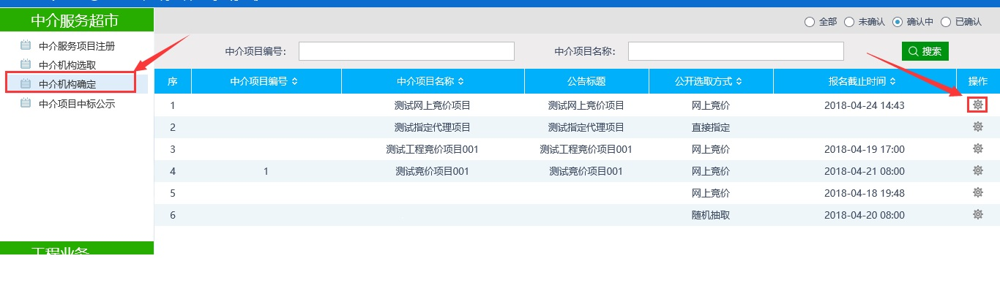 中介服务超市
全部 未确认 确认中 已确认
中介服务项目注册
中介项目编号： 中介项目名称： 搜索
中介机构选取
中介机构确定
序 中介项目编号 中介项目名称 公告标题 公开选取方式 报名截止时间 操作
中介项目中标公示
1 测试网上竞价项目 测试网上竞价项目 网上竞价 2018-04-24 14:43
2 测试指定代理项目 测试指定代理项目 直接指定
3 测试工程竞价项目001 测试工程竞价项目001 网上竞价 2018-04-19 17:00
4 1 测试竞价项目001 测试竞价项目001 网上竞价 2018-04-21 08:00
5 网上竞价 2018-04-18 19:48
6 随机抽取 2018-04-20 08:00
工程业务